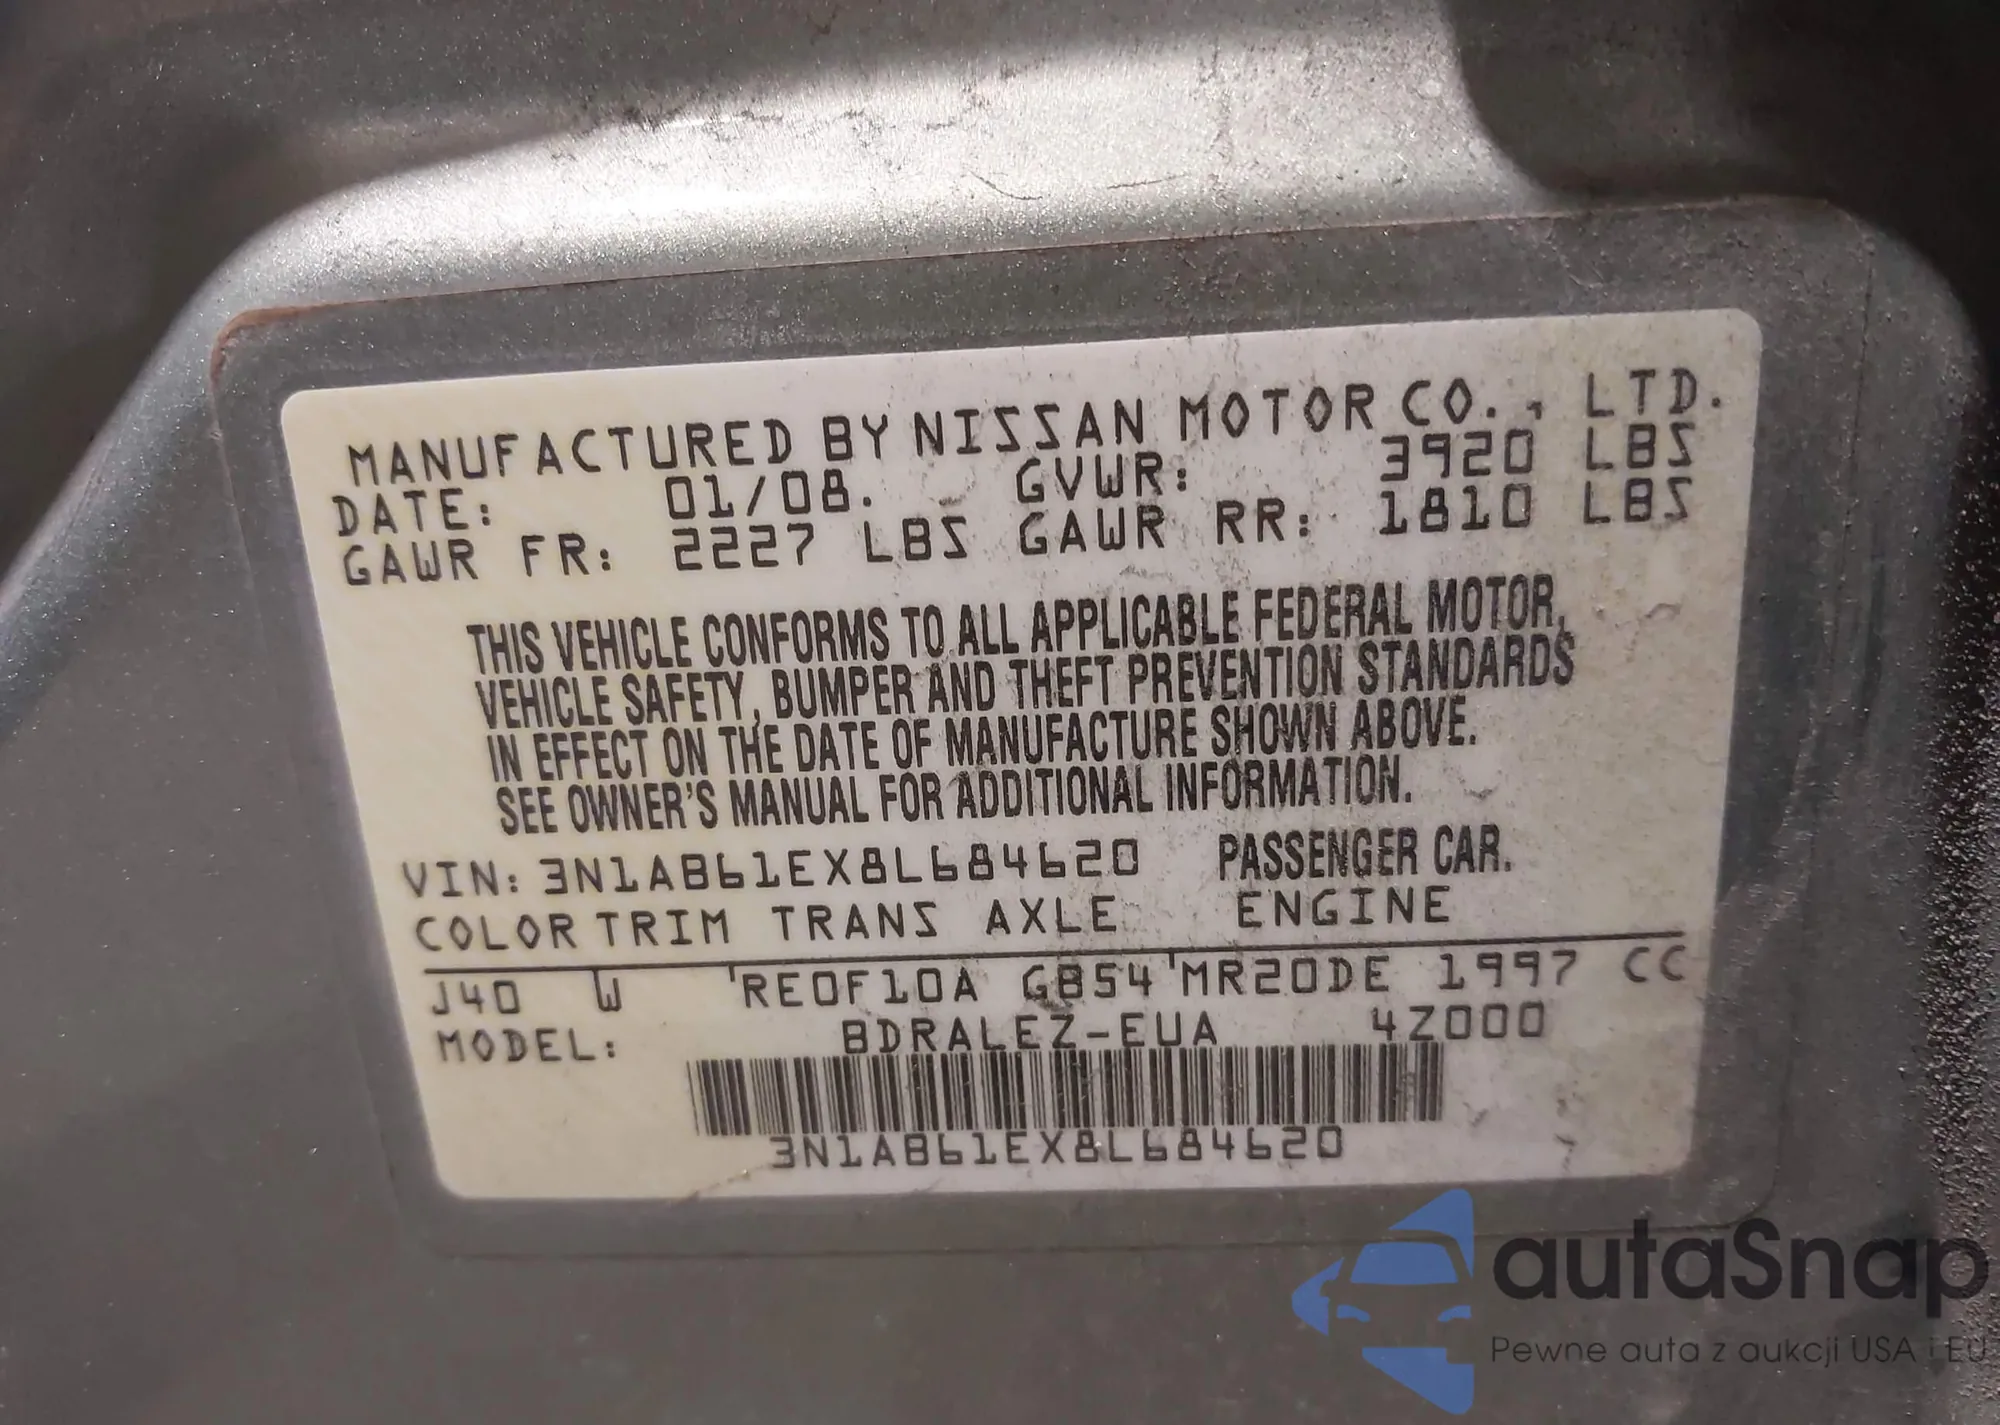 MANUFACTURED BY NISSAN MOTOR CO., LTD.
DATE: 01/08. GVWR: 3920 LBS
GAWR FR: 2227 LBS GAWR RR: 1810 LBS
THIS VEHICLE CONFORMS TO ALL APPLICABLE FEDERAL MOTOR,
VEHICLE SAFETY, BUMPER AND THEFT PREVENTION STANDARDS
IN EFFECT ON THE DATE OF MANUFACTURE SHOWN ABOVE.
SEE OWNER'S MANUAL FOR ADDITIONAL INFORMATION.
VIN: 3N1AB61EX8L684620 PASSENGER CAR.
COLOR TRIM TRANS AXLE ENGINE
J40 W RE0F10A GB54 MR20DE 1997 CC
MODEL: BDRALEZ-EUA 4Z000
3N1AB61EX8L684620
autaSnap
Pewne auta z aukcji USA i EU